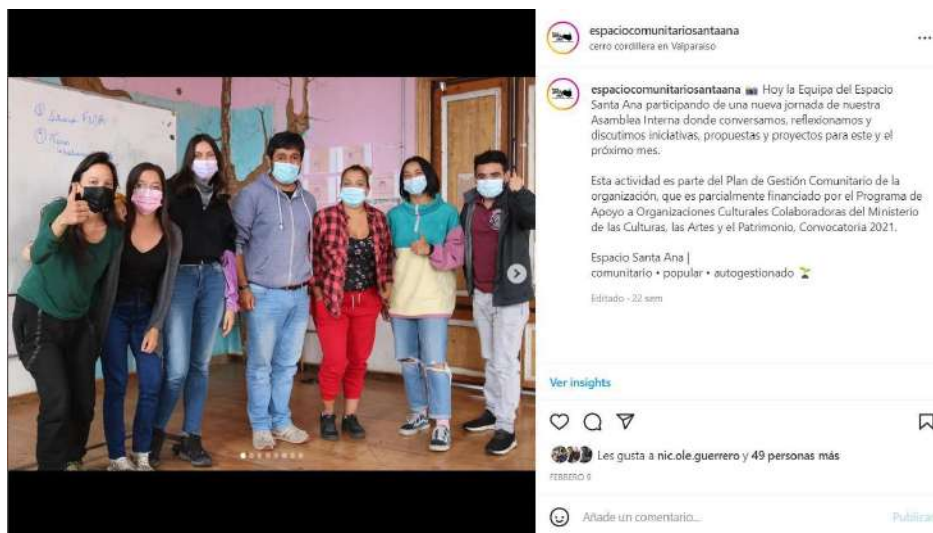 espaciocomunitariosantaana
cerro cordillera en Valparaíso
espaciocomunitariosantaana 📷 Hoy la Equipa del Espacio
Santa Ana participando de una nueva jornada de nuestra
Asamblea Interna donde conversamos, reflexionamos y
discutimos iniciativas, propuestas y proyectos para este y el
próximo mes.
Esta actividad es parte del Plan de Gestión Comunitario de la
organización, que es parcialmente financiado por el Programa de
Apoyo a Organizaciones Culturales Colaboradoras del Ministerio
de las Culturas, las Artes y el Patrimonio, Convocatoria 2021.
Espacio Santa Ana |
comunitario • popular • autogestionado 🌱
Editado · 22 sem
Ver insights
Les gusta a nic.ole.guerrero y 49 personas más
FEBRERO 9
Añade un comentario...
Publicar